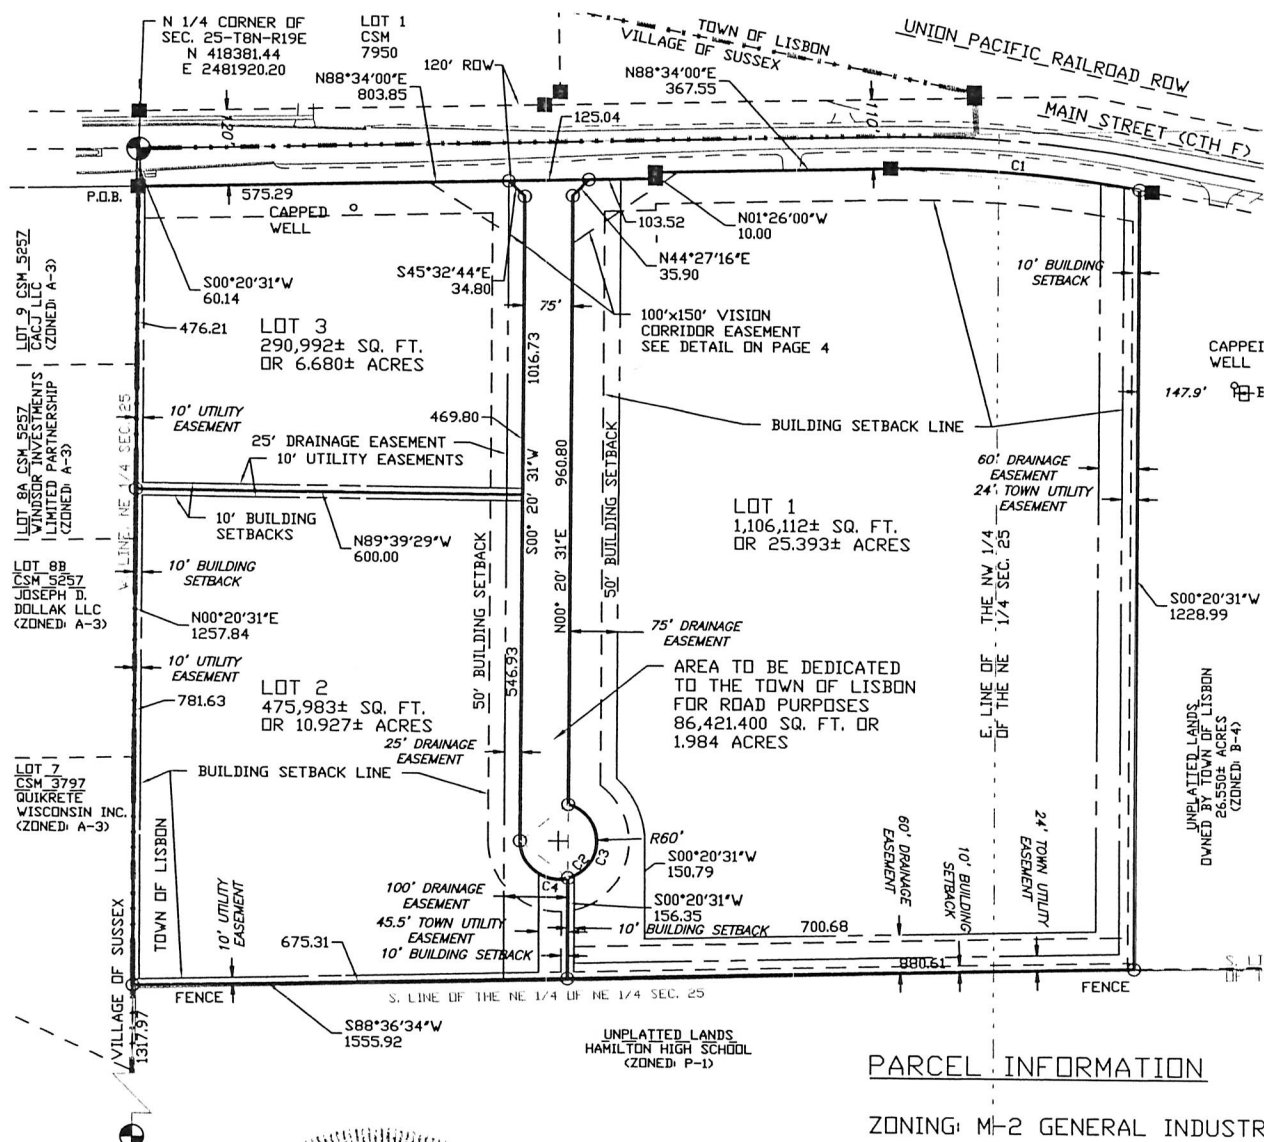 N 1/4 CORNER OF
SEC. 25-T8N-R19E
N 418381.44
E 2481920.20
LOT 1
CSM
7950
N88°34'00"E
803.85
120' ROW
TOWN OF LISBON
VILLAGE OF SUSSEX
UNION PACIFIC RAILROAD ROW
N88°34'00"E
367.55
MAIN STREET (CTH F)
120'
110'
125.04
C1
P.O.B.
575.29
CAPPED
WELL
103.52
N01°26'00"W
10.00
N44°27'16"E
35.90
S45°32'44"E
34.80
S00°20'31"W
60.14
10' BUILDING
SETBACK
75'
LOT 9 CSM 5257
CACJ LLC
(ZONED: A-3)
476.21
LOT 3
290,992± SQ. FT.
OR 6.680± ACRES
100'x150' VISION
CORRIDOR EASEMENT
SEE DETAIL ON PAGE 4
1016.73
CAPPED
WELL
147.9'
LOT 8A CSM 5257
WINDSOR INVESTMENTS
LIMITED PARTNERSHIP
(ZONED: A-3)
W LINE, NE 1/4 SEC. 25
10' UTILITY
EASEMENT
469.80
25' DRAINAGE EASEMENT
10' UTILITY EASEMENTS
BUILDING SETBACK LINE
960.80
S00° 20' 31"W
N00° 20' 31"E
50' BUILDING SETBACK
60' DRAINAGE
EASEMENT
24' TOWN UTILITY
EASEMENT
10' BUILDING
SETBACKS
N89°39'29"W
600.00
LOT 1
1,106,112± SQ. FT.
OR 25.393± ACRES
E. LINE OF THE NW 1/4
OF THE NE 1/4 SEC. 25
LOT 8B
CSM 5257
JOSEPH D.
DOLLAK LLC
(ZONED: A-3)
10' BUILDING
SETBACK
N00°20'31"E
1257.84
S00°20'31"W
1228.99
50' BUILDING SETBACK
75' DRAINAGE
EASEMENT
10' UTILITY
EASEMENT
AREA TO BE DEDICATED
TO THE TOWN OF LISBON
FOR ROAD PURPOSES
86,421.400 SQ. FT. OR
1.984 ACRES
546.93
LOT 2
475,983± SQ. FT.
OR 10.927± ACRES
781.63
25' DRAINAGE
EASEMENT
UNPLATTED LANDS
OWNED BY TOWN OF LISBON
26.550± ACRES
(ZONED: B-4)
LOT 7
CSM 3797
QUIKRETE
WISCONSIN INC.
(ZONED: A-3)
BUILDING SETBACK LINE
R60'
C2
C3
C4
S00°20'31"W
150.79
S00°20'31"W
156.35
TOWN OF LISBON
VILLAGE OF SUSSEX
10' UTILITY
EASEMENT
100' DRAINAGE
EASEMENT
45.5' TOWN UTILITY
EASEMENT
10' BUILDING SETBACK
10' BUILDING SETBACK
60' DRAINAGE
EASEMENT
10' BUILDING
SETBACK
24' TOWN UTILITY
EASEMENT
700.68
675.31
880.61
FENCE
FENCE
S. LINE OF THE NE 1/4 OF NE 1/4 SEC. 25
1317.97
S88°36'34"W
1555.92
UNPLATTED LANDS
HAMILTON HIGH SCHOOL
(ZONED: P-1)
PARCEL INFORMATION
ZONING: M-2 GENERAL INDUSTR